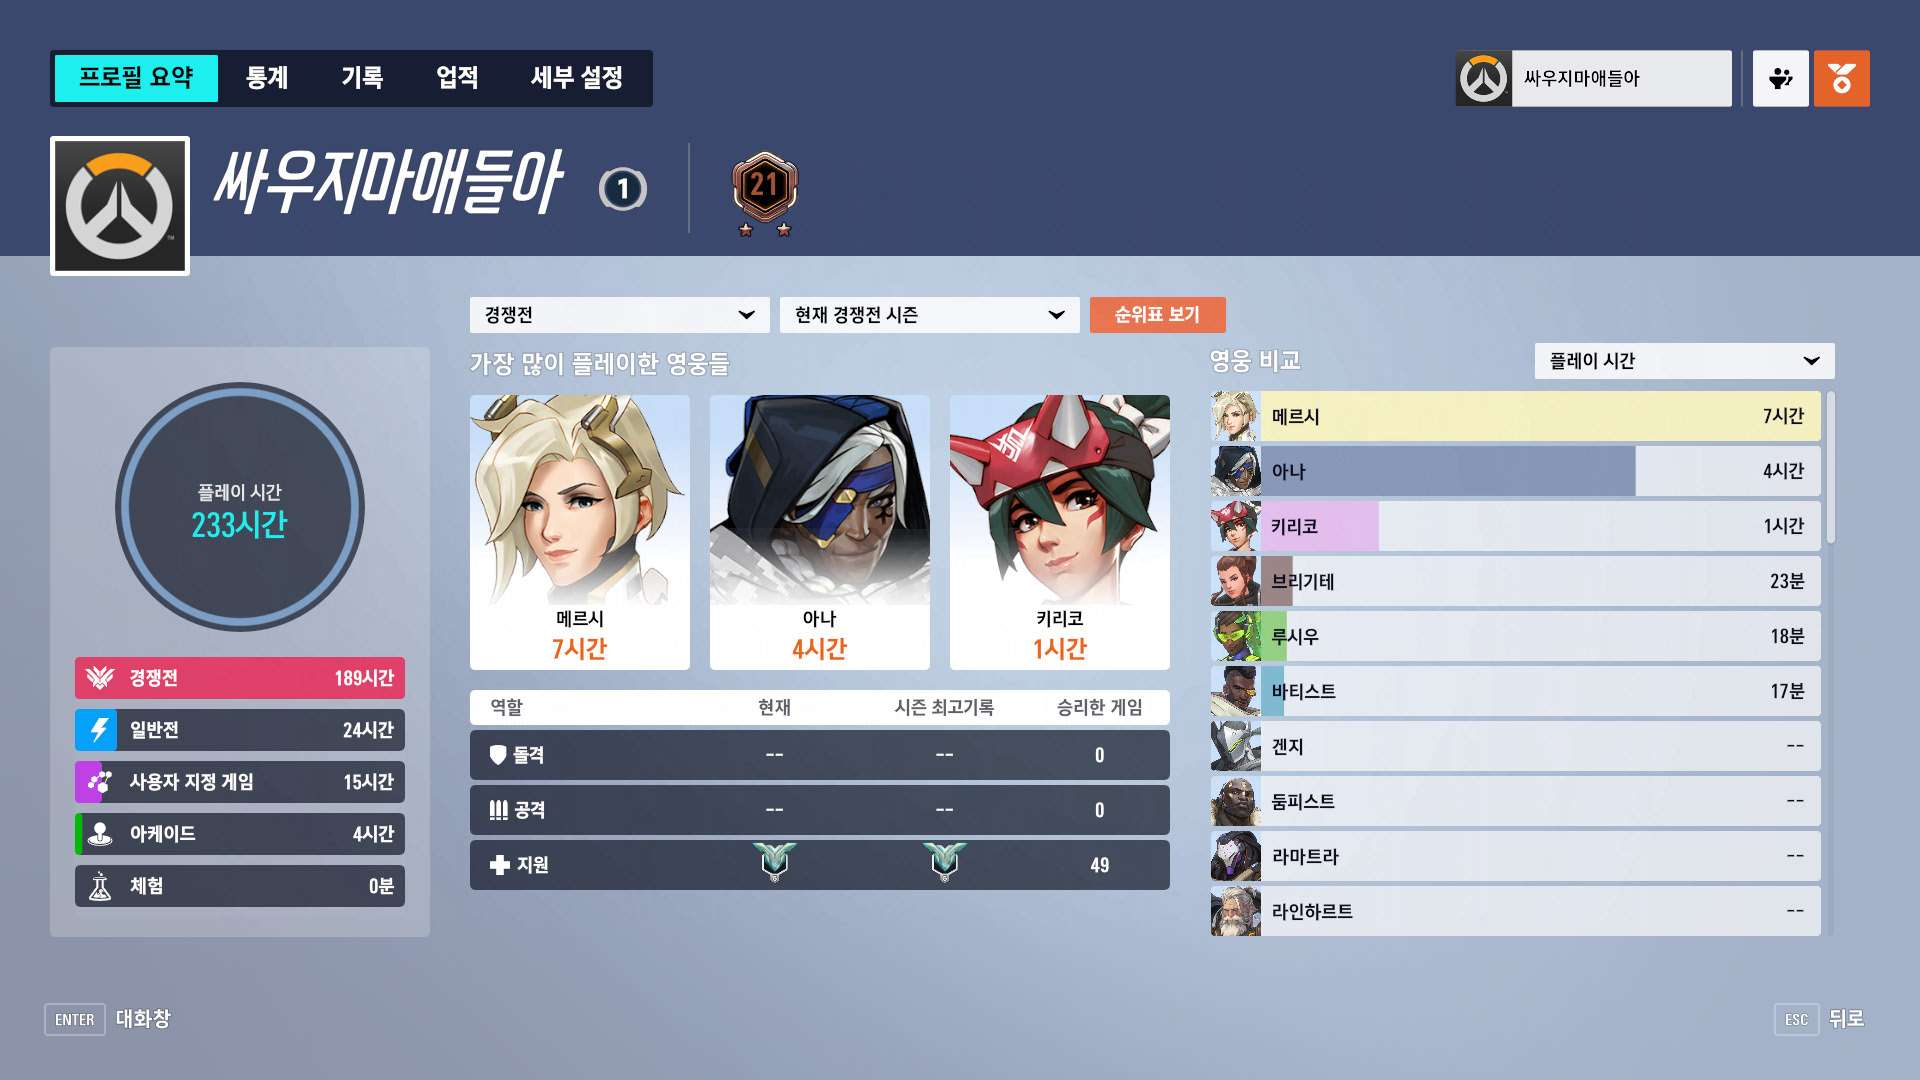 프로필 요약 통계 기록 업적 세부 설정
싸우지마애들아
싸우지마애들아 1 21
경쟁전 현재 경쟁전 시즌 순위표 보기
플레이 시간
233시간
경쟁전 189시간
일반전 24시간
사용자 지정 게임 15시간
아케이드 4시간
체험 0분
가장 많이 플레이한 영웅들
메르시 아나 키리코
7시간 4시간 1시간
역할 현재 시즌 최고기록 승리한 게임
돌격 -- -- 0
공격 -- -- 0
지원 49
영웅 비교 플레이 시간
메르시 7시간
아나 4시간
키리코 1시간
브리기테 23분
루시우 18분
바티스트 17분
겐지 --
둠피스트 --
라마트라 --
라인하르트 --
ENTER 대화창 ESC 뒤로